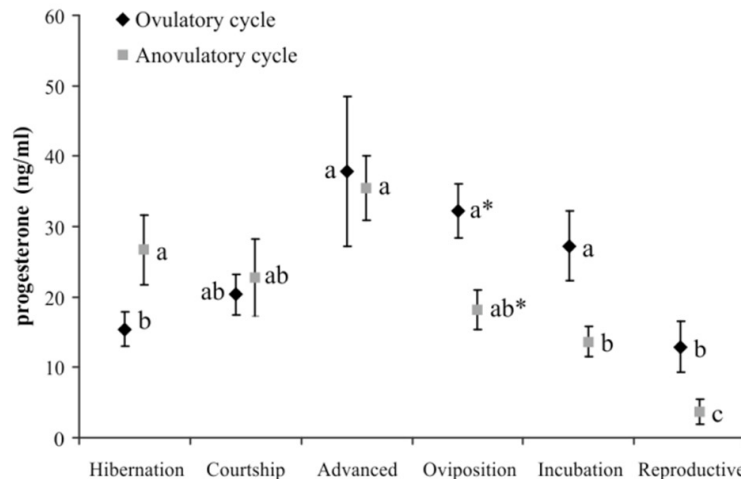 60
50
40
30
20
10
0
progesterone (ng/ml)
Ovulatory cycle
Anovulatory cycle
a
b
ab
ab
a
a
a*
ab*
a
b
b
c
Hibernation Courtship Advanced Oviposition Incubation Reproductive